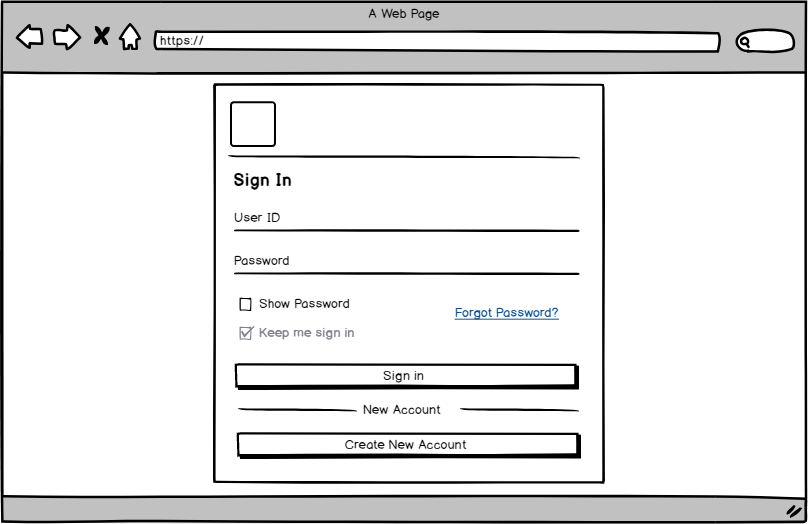 A Web Page
https://
Sign In
User ID
Password
Show Password
Forgot Password?
Keep me sign in
Sign in
New Account
Create New Account